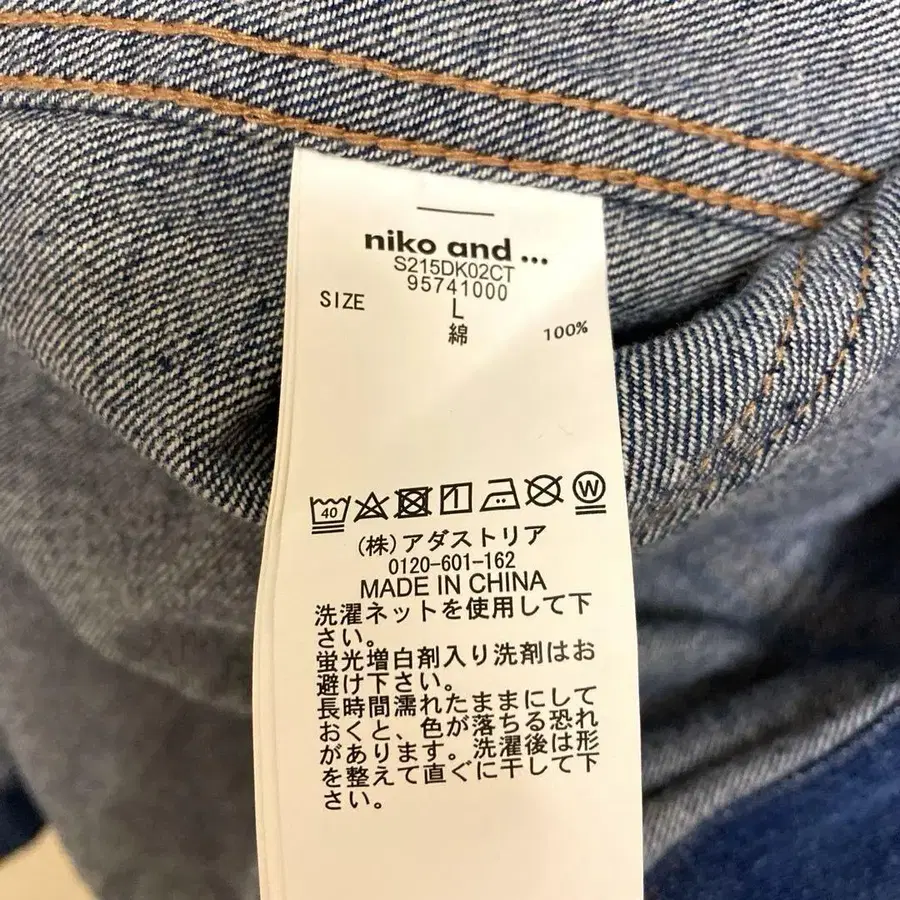 niko and ...
S215DK02CT
95741000
SIZE L
綿 100%
40 W
(株)アダストリア
0120-601-162
MADE IN CHINA
洗濯ネットを使用して下
さい。
蛍光増白剤入り洗剤はお
避け下さい。
長時間濡れたままにして
おくと、色が落ちる恐れ
があります。洗濯後は形
を整えて直ぐに干して下
さい。